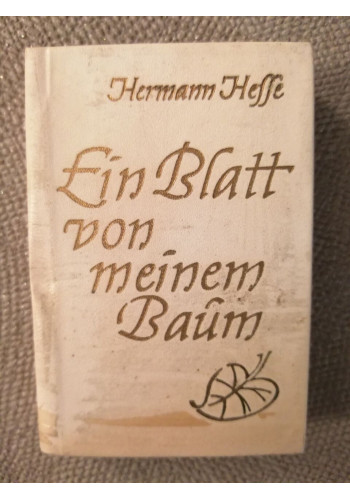 Hermann Hesse
Ein Blatt
von
meinem
Baum